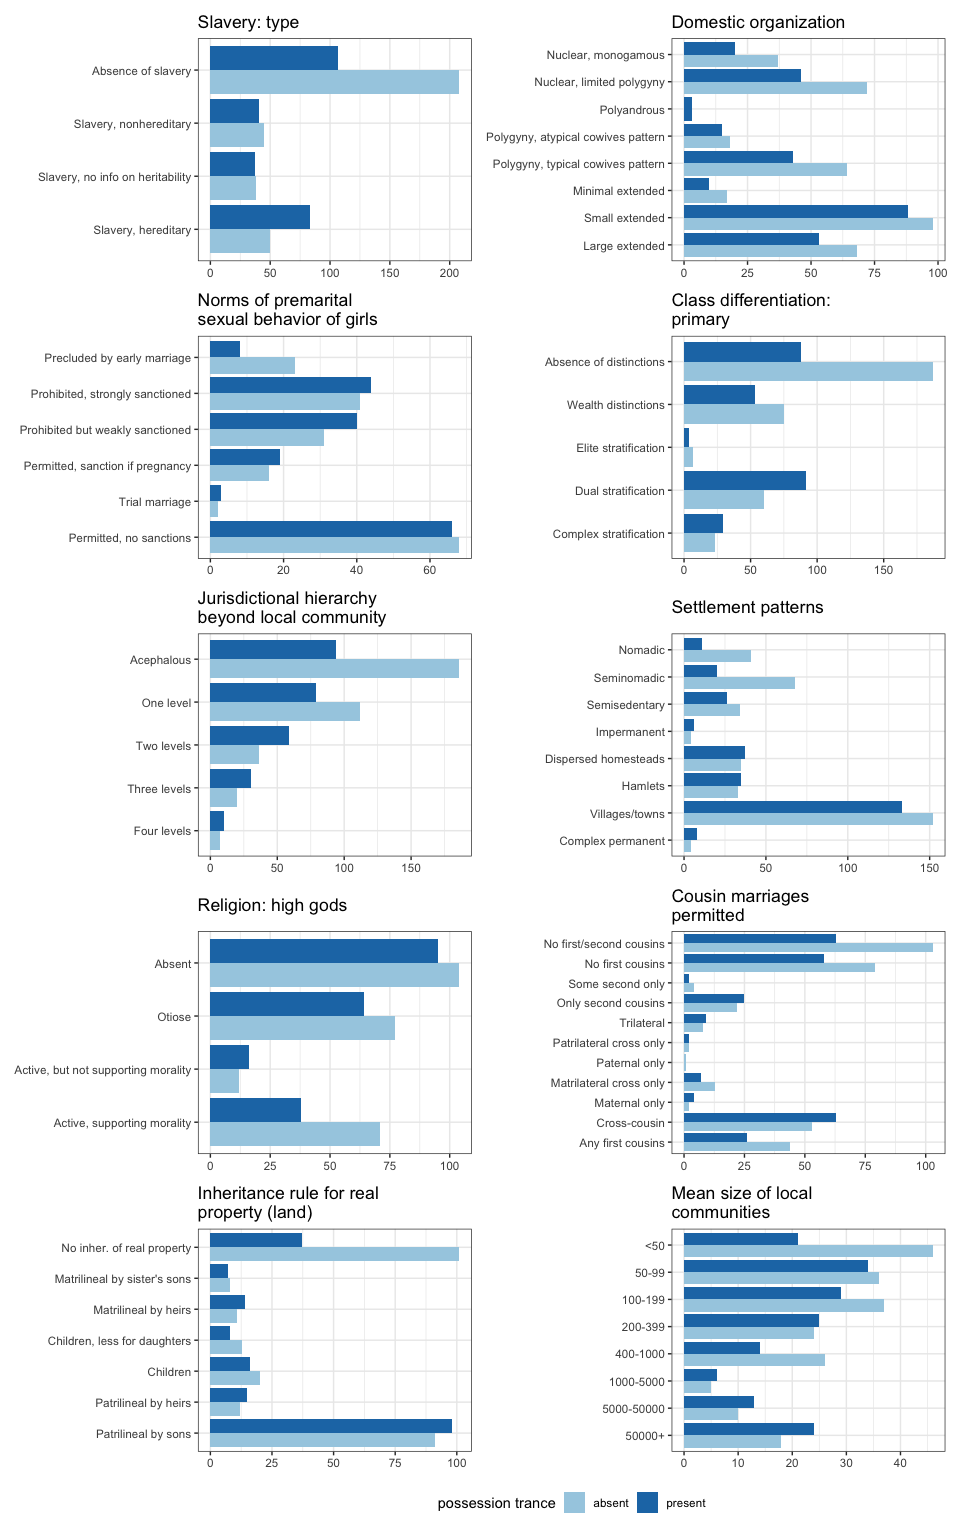 Slavery: type
Absence of slavery
Slavery, nonhereditary
Slavery, no info on heritability
Slavery, hereditary
0 50 100 150 200
Domestic organization
Nuclear, monogamous
Nuclear, limited polygyny
Polyandrous
Polygyny, atypical cowives pattern
Polygyny, typical cowives pattern
Minimal extended
Small extended
Large extended
0 25 50 75 100
Norms of premarital
sexual behavior of girls
Precluded by early marriage
Prohibited, strongly sanctioned
Prohibited but weakly sanctioned
Permitted, sanction if pregnancy
Trial marriage
Permitted, no sanctions
0 20 40 60
Class differentiation:
primary
Absence of distinctions
Wealth distinctions
Elite stratification
Dual stratification
Complex stratification
0 50 100 150
Jurisdictional hierarchy
beyond local community
Acephalous
One level
Two levels
Three levels
Four levels
0 50 100 150
Settlement patterns
Nomadic
Seminomadic
Semisedentary
Impermanent
Dispersed homesteads
Hamlets
Villages/towns
Complex permanent
0 50 100 150
Religion: high gods
Absent
Otiose
Active, but not supporting morality
Active, supporting morality
0 25 50 75 100
Cousin marriages
permitted
No first/second cousins
No first cousins
Some second only
Only second cousins
Trilateral
Patrilateral cross only
Paternal only
Matrilateral cross only
Maternal only
Cross-cousin
Any first cousins
0 25 50 75 100
Inheritance rule for real
property (land)
No inher. of real property
Matrilineal by sister's sons
Matrilineal by heirs
Children, less for daughters
Children
Patrilineal by heirs
Patrilineal by sons
0 25 50 75 100
Mean size of local
communities
<50
50-99
100-199
200-399
400-1000
1000-5000
5000-50000
50000+
0 10 20 30 40
possession trance absent present